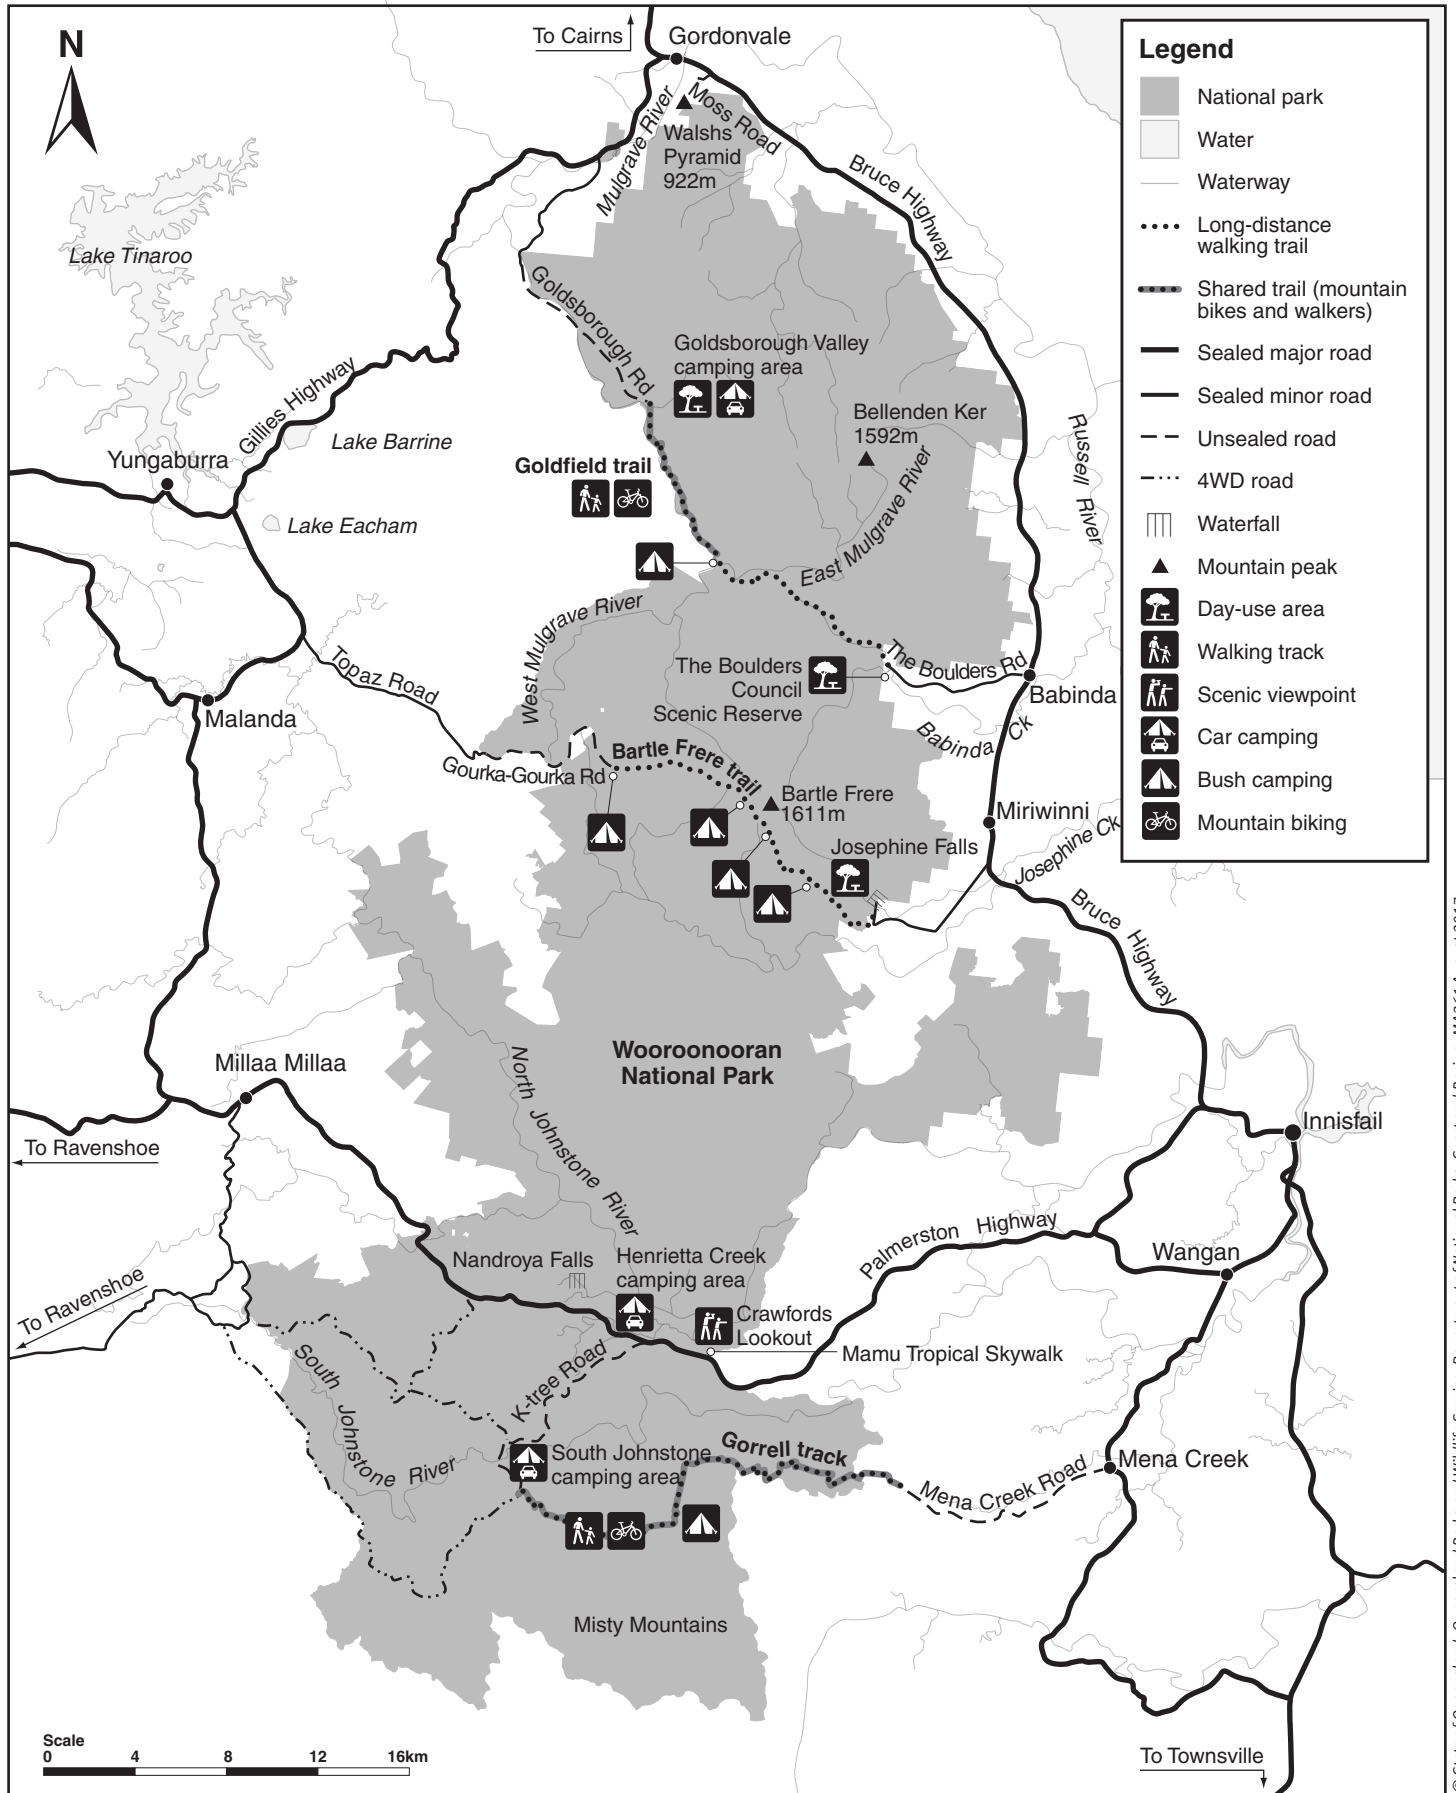 N
To Cairns
Gordonvale
Moss Road
Mulgrave River
Walshs
Pyramid
922m
Bruce Highway
Lake Tinaroo
Goldsborough Rd
Goldsborough Valley
camping area
Gillies Highway
Lake Barrine
Bellenden Ker
1592m
Russell River
Yungaburra
Goldfield trail
Lake Eacham
East Mulgrave River
West Mulgrave River
The Boulders
Council
Scenic Reserve
The Boulders Rd
Babinda
Topaz Road
Malanda
Babinda Ck
Gourka-Gourka Rd
Bartle Frere trail
Bartle Frere
1611m
Miriwinni
Josephine Falls
Josephine Ck
Bruce Highway
Wooroonooran
National Park
North Johnstone River
Millaa Millaa
To Ravenshoe
Innisfail
Palmerston Highway
Wangan
Nandroya Falls
Henrietta Creek
camping area
Crawfords
Lookout
Mamu Tropical Skywalk
To Ravenshoe
K-tree Road
South Johnstone River
South Johnstone
camping area
Gorrell track
Mena Creek Road
Mena Creek
Misty Mountains
Scale
0 4 8 12 16km
To Townsville
Legend
National park
Water
Waterway
Long-distance
walking trail
Shared trail (mountain
bikes and walkers)
Sealed major road
Sealed minor road
Unsealed road
4WD road
Waterfall
Mountain peak
Day-use area
Walking track
Scenic viewpoint
Car camping
Bush camping
Mountain biking